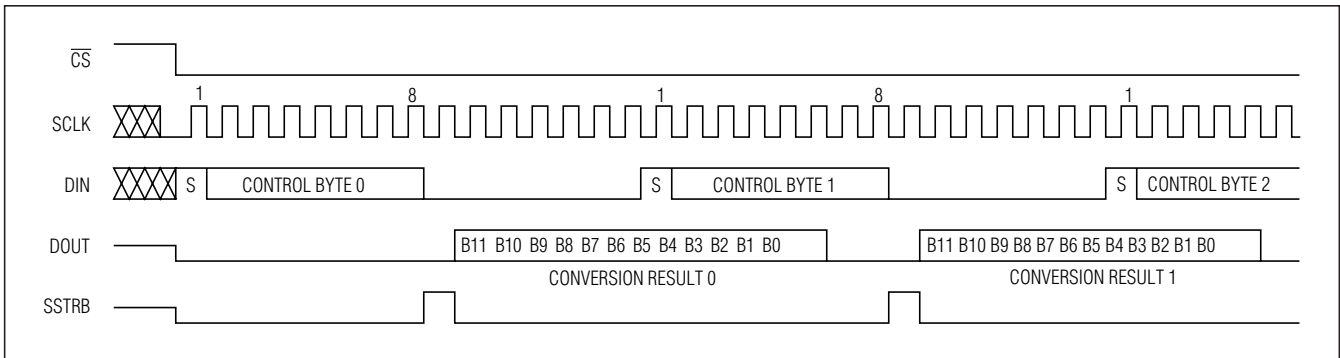 CS
1 8 1 8 1
SCLK
DIN S CONTROL BYTE 0 S CONTROL BYTE 1 S CONTROL BYTE 2
DOUT B11 B10 B9 B8 B7 B6 B5 B4 B3 B2 B1 B0 B11 B10 B9 B8 B7 B6 B5 B4 B3 B2 B1 B0
CONVERSION RESULT 0 CONVERSION RESULT 1
SSTRB